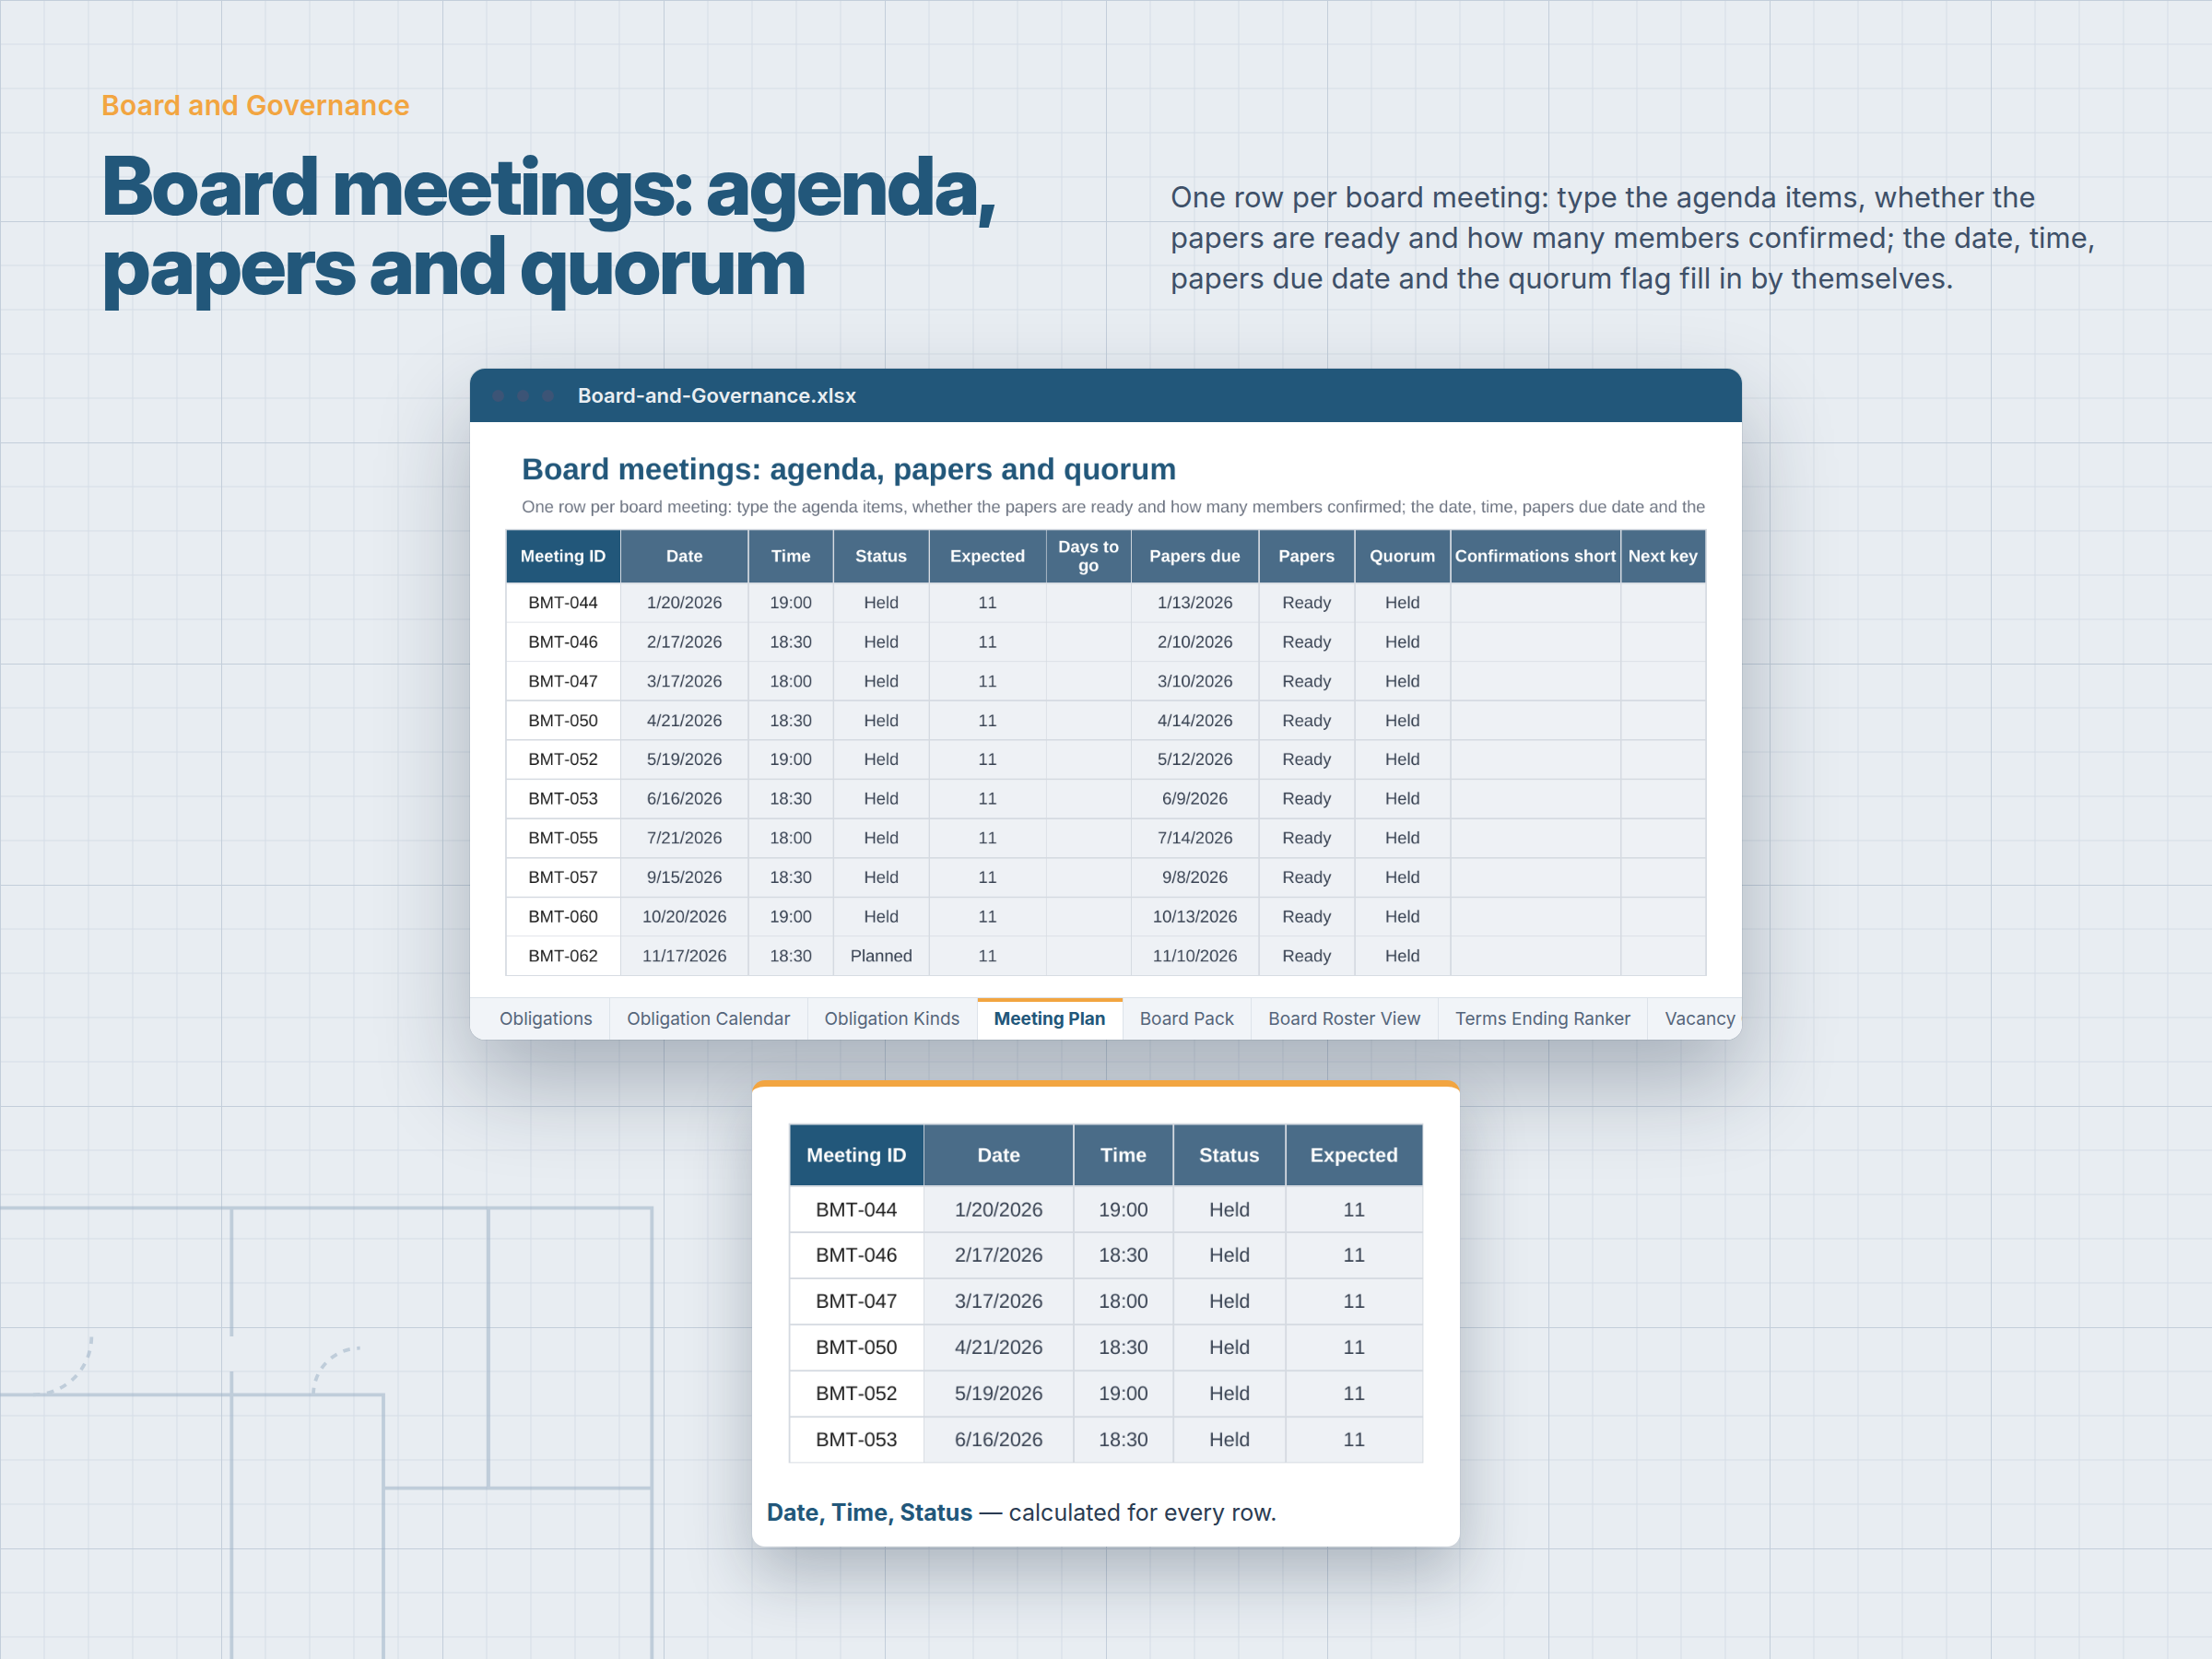 Board and Governance
Board meetings: agenda,
papers and quorum
One row per board meeting: type the agenda items, whether the
papers are ready and how many members confirmed; the date, time,
papers due date and the quorum flag fill in by themselves.
Board-and-Governance.xlsx
Board meetings: agenda, papers and quorum
One row per board meeting: type the agenda items, whether the papers are ready and how many members confirmed; the date, time, papers due date and the
Meeting ID Date Time Status Expected Days to go Papers due Papers Quorum Confirmations short Next key
BMT-044 1/20/2026 19:00 Held 11 1/13/2026 Ready Held
BMT-046 2/17/2026 18:30 Held 11 2/10/2026 Ready Held
BMT-047 3/17/2026 18:00 Held 11 3/10/2026 Ready Held
BMT-050 4/21/2026 18:30 Held 11 4/14/2026 Ready Held
BMT-052 5/19/2026 19:00 Held 11 5/12/2026 Ready Held
BMT-053 6/16/2026 18:30 Held 11 6/9/2026 Ready Held
BMT-055 7/21/2026 18:00 Held 11 7/14/2026 Ready Held
BMT-057 9/15/2026 18:30 Held 11 9/8/2026 Ready Held
BMT-060 10/20/2026 19:00 Held 11 10/13/2026 Ready Held
BMT-062 11/17/2026 18:30 Planned 11 11/10/2026 Ready Held
Obligations Obligation Calendar Obligation Kinds Meeting Plan Board Pack Board Roster View Terms Ending Ranker Vacancy
Meeting ID Date Time Status Expected
BMT-044 1/20/2026 19:00 Held 11
BMT-046 2/17/2026 18:30 Held 11
BMT-047 3/17/2026 18:00 Held 11
BMT-050 4/21/2026 18:30 Held 11
BMT-052 5/19/2026 19:00 Held 11
BMT-053 6/16/2026 18:30 Held 11
Date, Time, Status — calculated for every row.